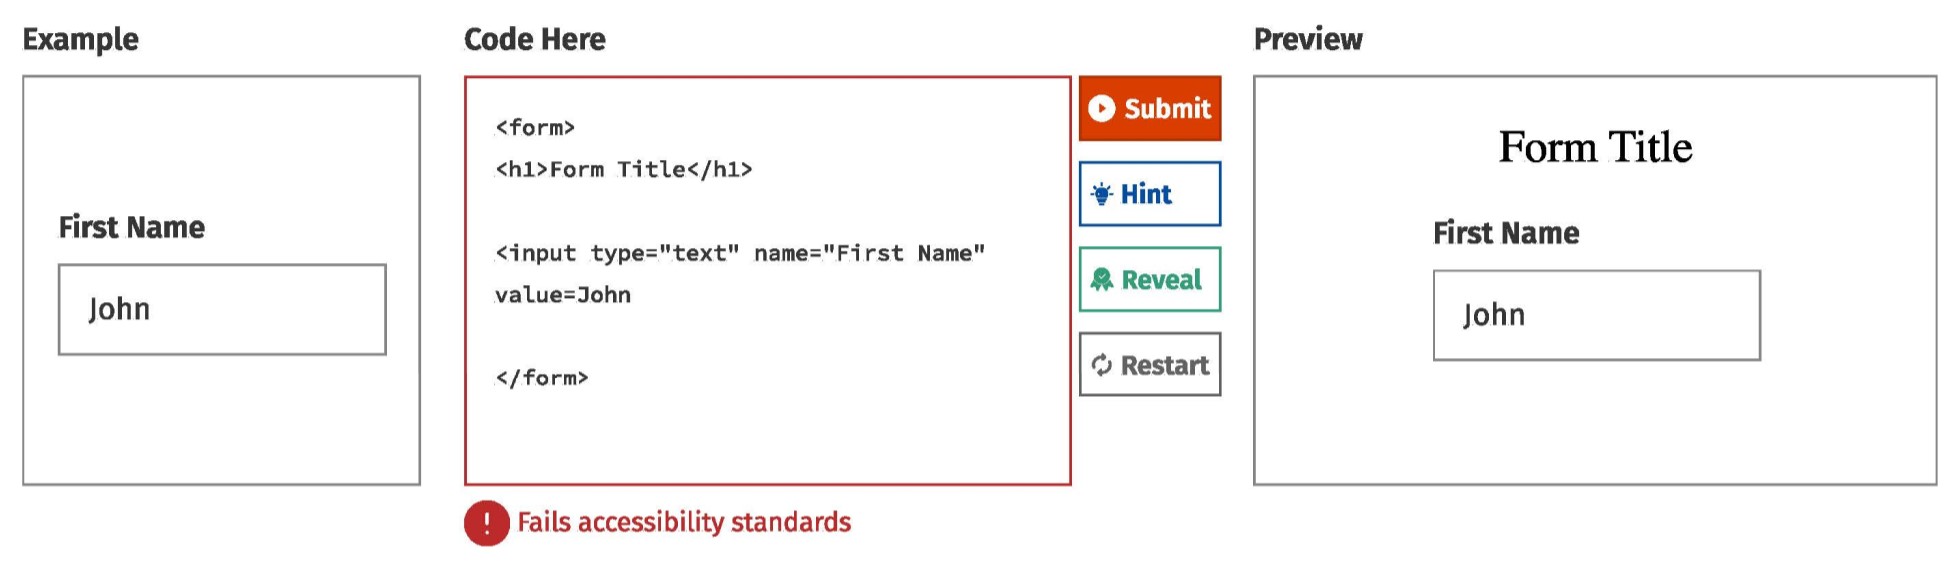 Example
First Name
John
Code Here
<form>
<h1>Form Title</h1>
<input type="text" name="First Name"
value=John
</form>
Fails accessibility standards
Submit
Hint
Reveal
Restart
Preview
Form Title
First Name
John